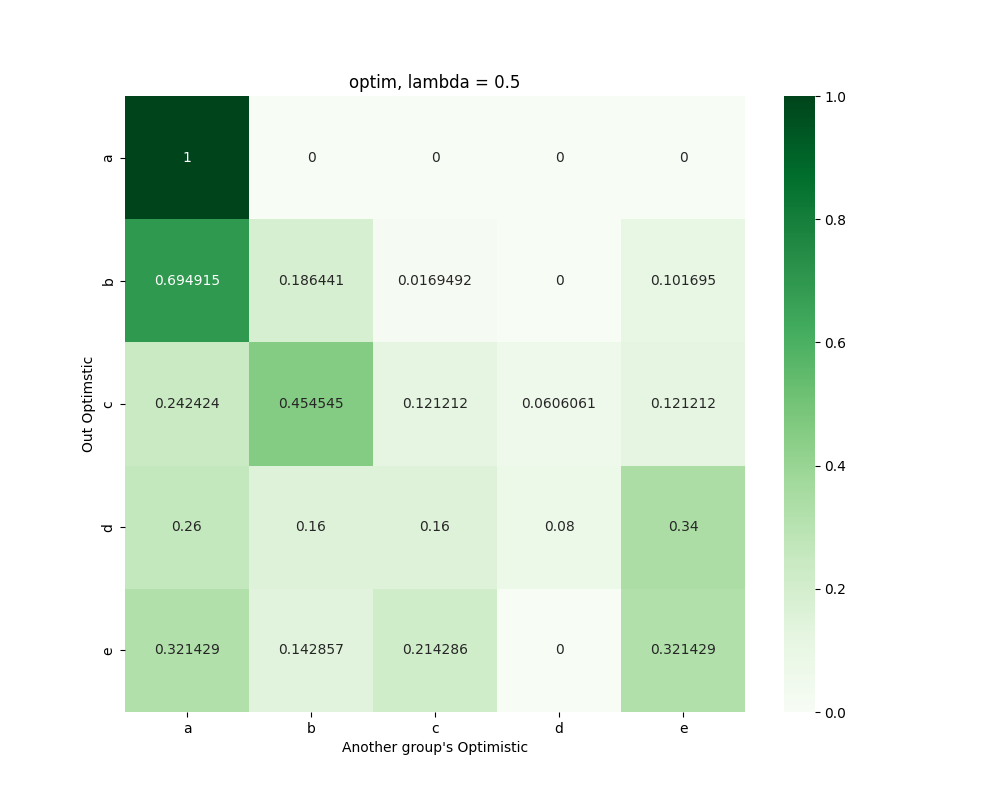 optim, lambda = 0.5
1.0
a 1 0 0 0 0
0.8
b 0.694915 0.186441 0.0169492 0 0.101695
0.6
Out Optimstic
c 0.242424 0.454545 0.121212 0.0606061 0.121212
0.4
d 0.26 0.16 0.16 0.08 0.34
0.2
e 0.321429 0.142857 0.214286 0 0.321429
0.0
a b c d e
Another group's Optimistic